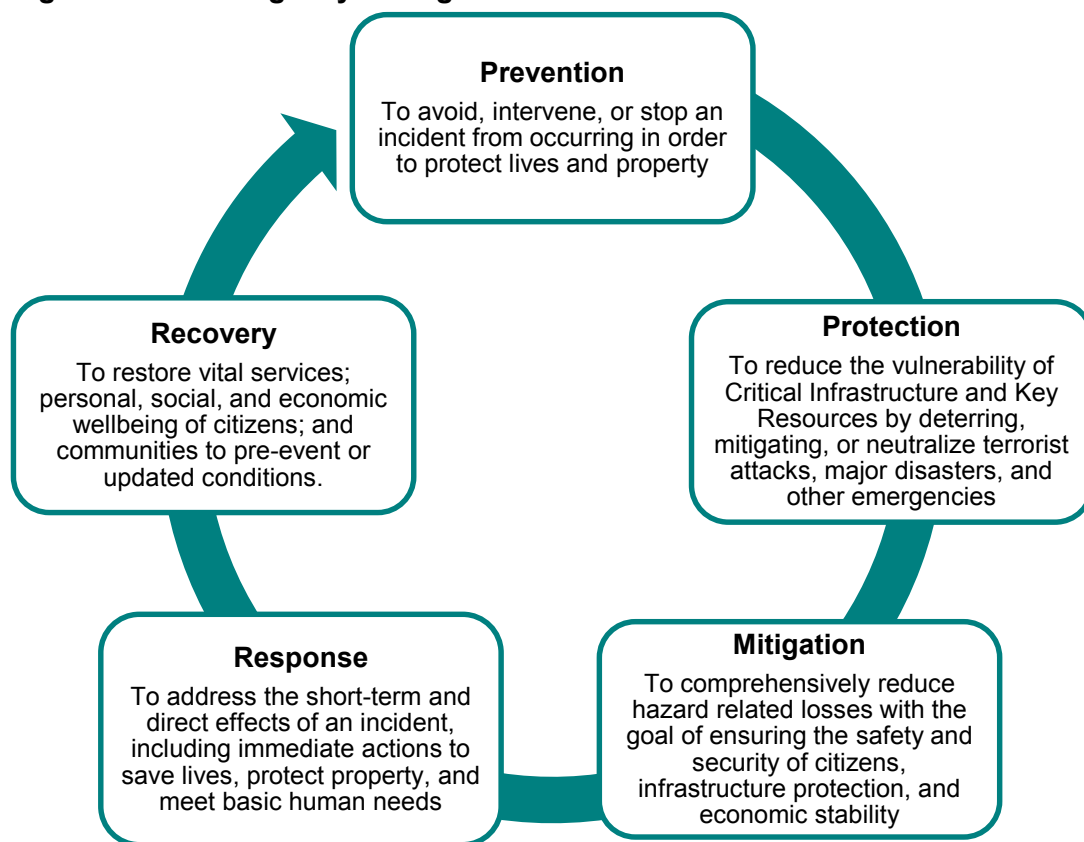 Prevention
To avoid, intervene, or stop an
incident from occurring in order
to protect lives and property
Protection
To reduce the vulnerability of
Critical Infrastructure and Key
Resources by deterring,
mitigating, or neutralize terrorist
attacks, major disasters, and
other emergencies
Mitigation
To comprehensively reduce
hazard related losses with the
goal of ensuring the safety and
security of citizens,
infrastructure protection, and
economic stability
Response
To address the short-term and
direct effects of an incident,
including immediate actions to
save lives, protect property, and
meet basic human needs
Recovery
To restore vital services;
personal, social, and economic
wellbeing of citizens; and
communities to pre-event or
updated conditions.